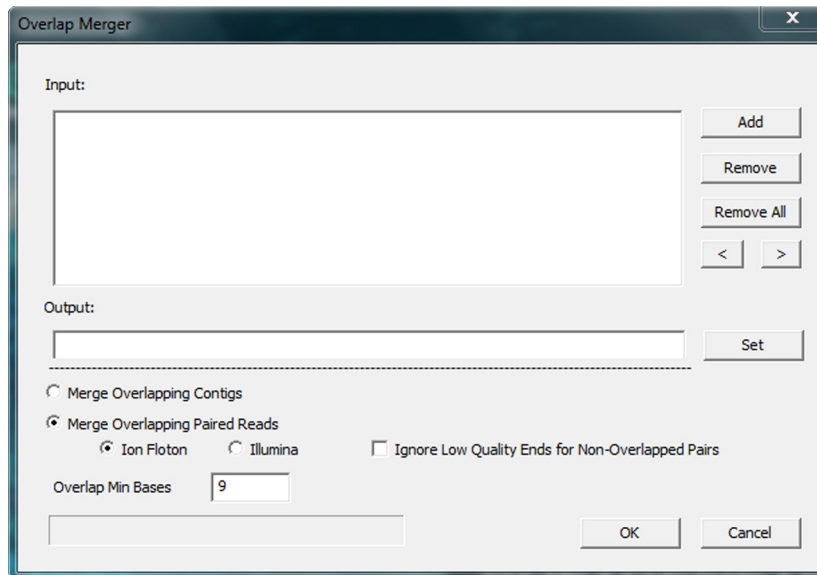 Overlap Merger
X
Input:
Add
Remove
Remove All
< >
Output:
Set
Merge Overlapping Contigs
Merge Overlapping Paired Reads
Ion Floton Illumina Ignore Low Quality Ends for Non-Overlapped Pairs
Overlap Min Bases 9
OK Cancel